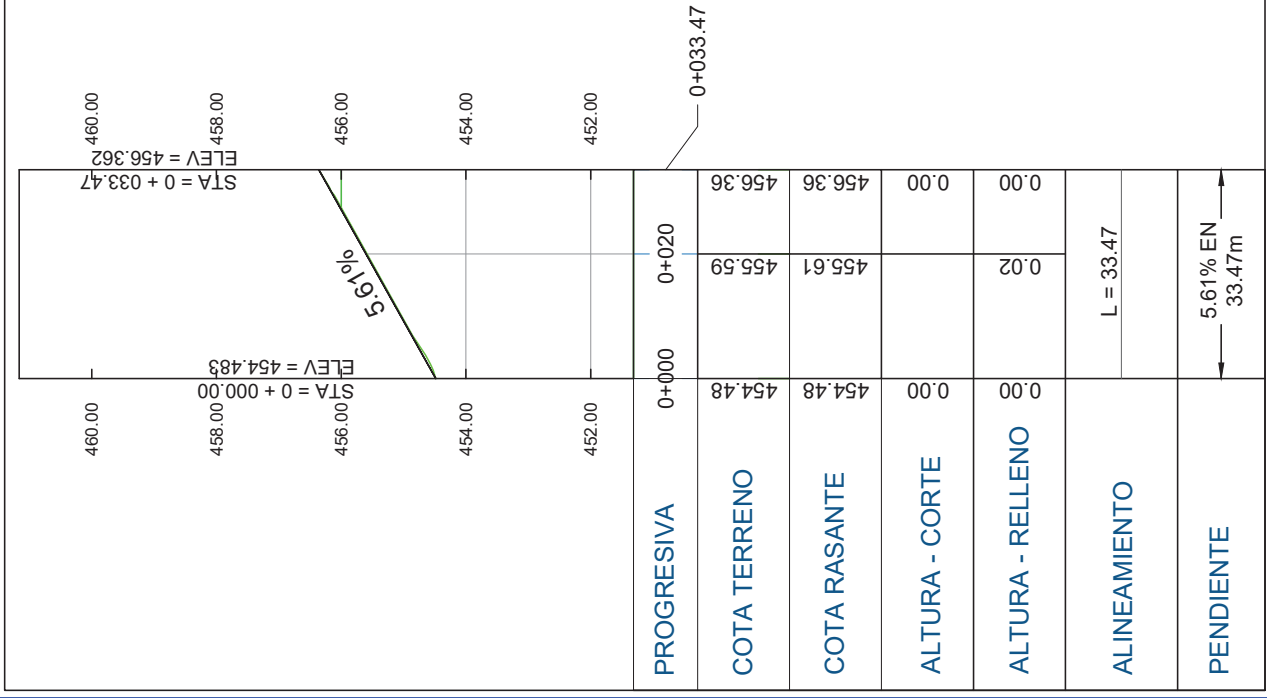 460.00
458.00
456.00
454.00
452.00
0+033.47
STA = 0 + 033.47
ELEV = 456.362
5.61%
STA = 0 + 000.00
ELEV = 454.483
460.00
458.00
456.00
454.00
452.00
PROGRESIVA
0+000
0+020
COTA TERRENO
454.48
455.59
456.36
COTA RASANTE
454.48
455.61
456.36
ALTURA - CORTE
0.00
0.00
ALTURA - RELLENO
0.00
0.02
0.00
ALINEAMIENTO
L = 33.47
PENDIENTE
5.61% EN
33.47m